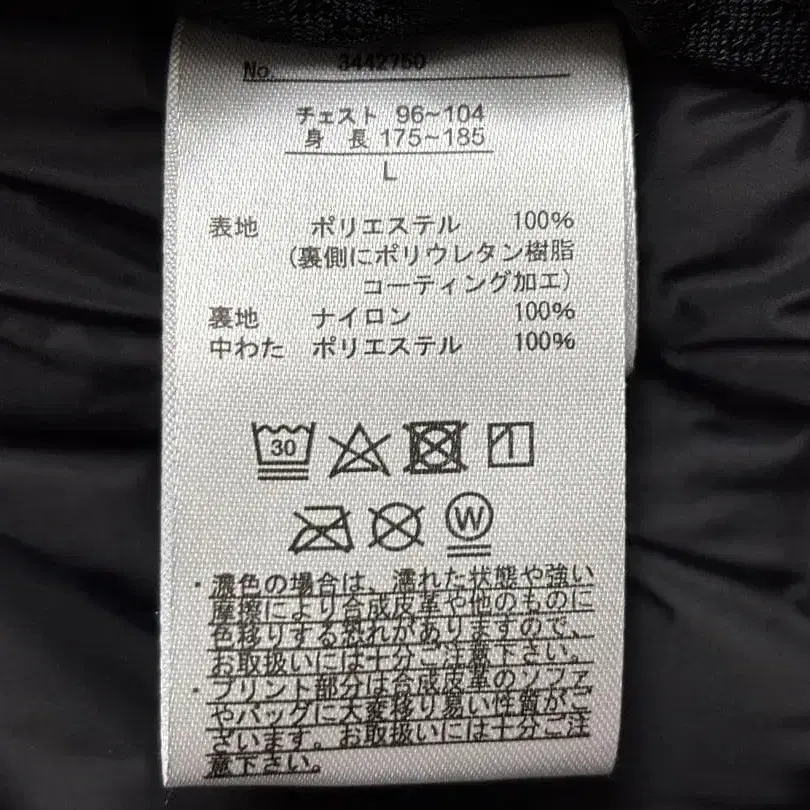 No. 3442750
チェスト 96~104
身長 175~185
L
表地 ポリエステル 100%
(裏側にポリウレタン樹脂
コーティング加工)
裏地 ナイロン 100%
中わた ポリエステル 100%
30
W
・濃色の場合は、濡れた状態や強い
摩擦により合成皮革や他のものに
色移りする恐れがありますので、
お取扱いには十分ご注意下さい。
・プリント部分は合成皮革のソファ
やバッグに大変移り易い性質がご
ざいます。お取扱いには十分ご注
意下さい。